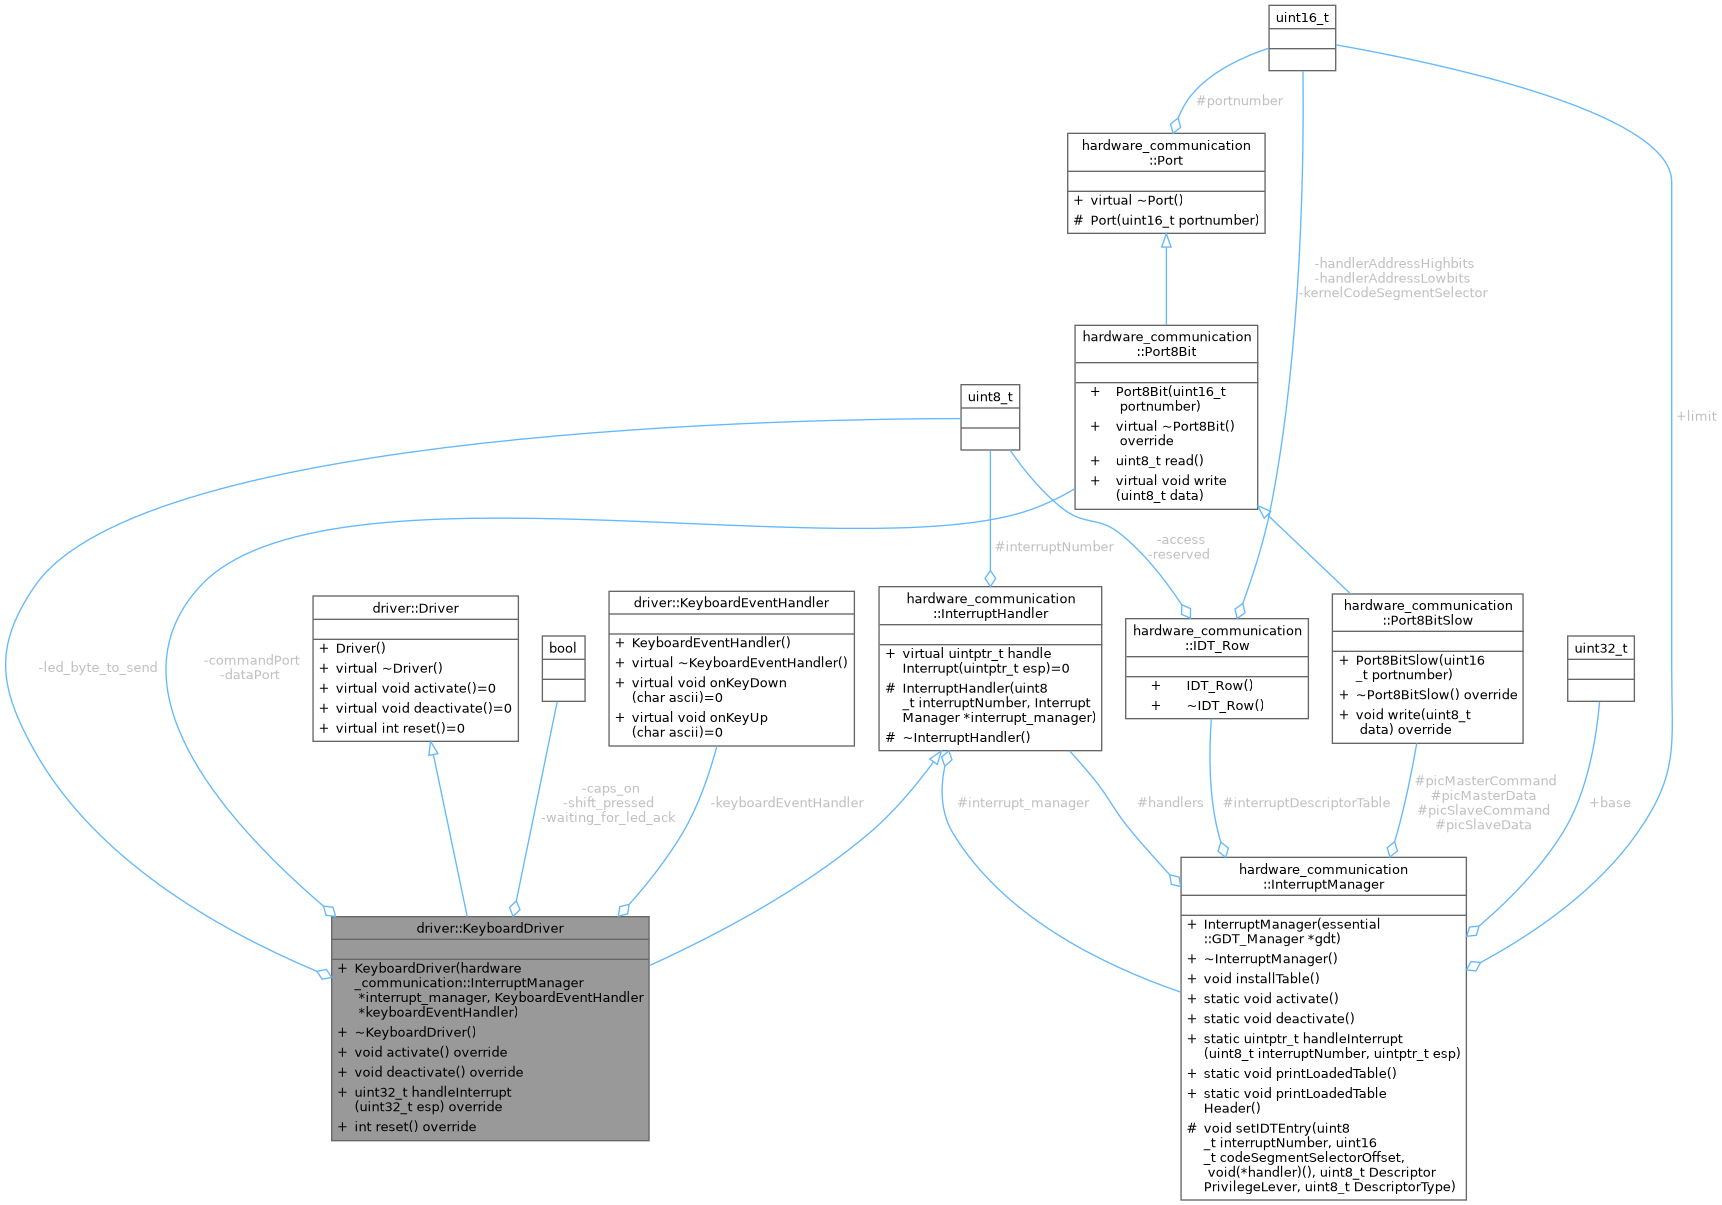 uint16_t
#portnumber
hardware_communication
::Port
+ virtual ~Port()
# Port(uint16_t portnumber)
-handlerAddressHighbits
-handlerAddressLowbits
-kernelCodeSegmentSelector
hardware_communication
::Port8Bit
+ Port8Bit(uint16_t
portnumber)
+ virtual ~Port8Bit()
override
+ uint8_t read()
+ virtual void write
(uint8_t data)
uint8_t
+limit
#interruptNumber
-access
-reserved
driver::Driver
+ Driver()
+ virtual ~Driver()
+ virtual void activate()=0
+ virtual void deactivate()=0
+ virtual int reset()=0
bool
driver::KeyboardEventHandler
+ KeyboardEventHandler()
+ virtual ~KeyboardEventHandler()
+ virtual void onKeyDown
(char ascii)=0
+ virtual void onKeyUp
(char ascii)=0
hardware_communication
::InterruptHandler
+ virtual uintptr_t handle
Interrupt(uintptr_t esp)=0
# InterruptHandler(uint8
_t interruptNumber, Interrupt
Manager *interrupt_manager)
# ~InterruptHandler()
hardware_communication
::IDT_Row
+ IDT_Row()
+ ~IDT_Row()
hardware_communication
::Port8BitSlow
+ Port8BitSlow(uint16
_t portnumber)
+ ~Port8BitSlow() override
+ void write(uint8_t
data) override
uint32_t
-led_byte_to_send
-commandPort
-dataPort
-caps_on
-shift_pressed
-waiting_for_led_ack
-keyboardEventHandler
#interrupt_manager
#handlers
#interruptDescriptorTable
#picMasterCommand
#picMasterData
#picSlaveCommand
#picSlaveData
+base
driver::KeyboardDriver
+ KeyboardDriver(hardware
_communication::InterruptManager
*interrupt_manager, KeyboardEventHandler
*keyboardEventHandler)
+ ~KeyboardDriver()
+ void activate() override
+ void deactivate() override
+ uint32_t handleInterrupt
(uint32_t esp) override
+ int reset() override
hardware_communication
::InterruptManager
+ InterruptManager(essential
::GDT_Manager *gdt)
+ ~InterruptManager()
+ void installTable()
+ static void activate()
+ static void deactivate()
+ static uintptr_t handleInterrupt
(uint8_t interruptNumber, uintptr_t esp)
+ static void printLoadedTable()
+ static void printLoadedTable
Header()
# void setIDTEntry(uint8
_t interruptNumber, uint16
_t codeSegmentSelectorOffset,
void(*handler)(), uint8_t Descriptor
PrivilegeLever, uint8_t DescriptorType)